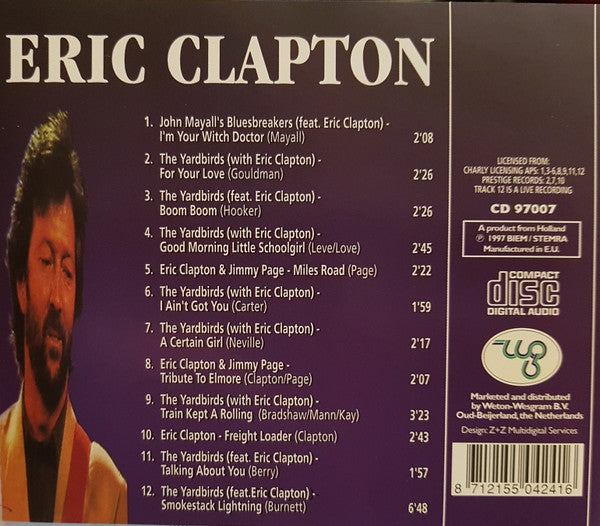 ERIC CLAPTON
1. John Mayall's Bluesbreakers (feat. Eric Clapton) -
I'm Your Witch Doctor (Mayall) 2'08
2. The Yardbirds (with Eric Clapton) -
For Your Love (Gouldman) 2'26
3. The Yardbirds (feat. Eric Clapton) -
Boom Boom (Hooker) 2'26
4. The Yardbirds (with Eric Clapton) -
Good Morning Little Schoolgirl (Leve/Love) 2'45
5. Eric Clapton & Jimmy Page - Miles Road (Page) 2'22
6. The Yardbirds (with Eric Clapton) -
I Ain't Got You (Carter) 1'59
7. The Yardbirds (with Eric Clapton) -
A Certain Girl (Neville) 2'17
8. Eric Clapton & Jimmy Page -
Tribute To Elmore (Clapton/Page) 2'07
9. The Yardbirds (with Eric Clapton) -
Train Kept A Rolling (Bradshaw/Mann/Kay) 3'23
10. Eric Clapton - Freight Loader (Clapton) 2'43
11. The Yardbirds (feat. Eric Clapton) -
Talking About You (Berry) 1'57
12. The Yardbirds (feat.Eric Clapton) -
Smokestack Lightning (Burnett) 6'48
LICENSED FROM:
CHARLY LICENSING APS: 1,3-6,8,9,11,12
PRESTIGE RECORDS: 2,7,10
TRACK 12 IS A LIVE RECORDING
CD 97007
A product from Holland
℗ 1997 BIEM / STEMRA
Manufactured in E.U.
COMPACT
disc
DIGITAL AUDIO
Marketed and distributed
by Weton-Wesgram B.V.
Oud-Beijerland, the Netherlands
Design: Z+Z Multidigital Services
8 712155 042416